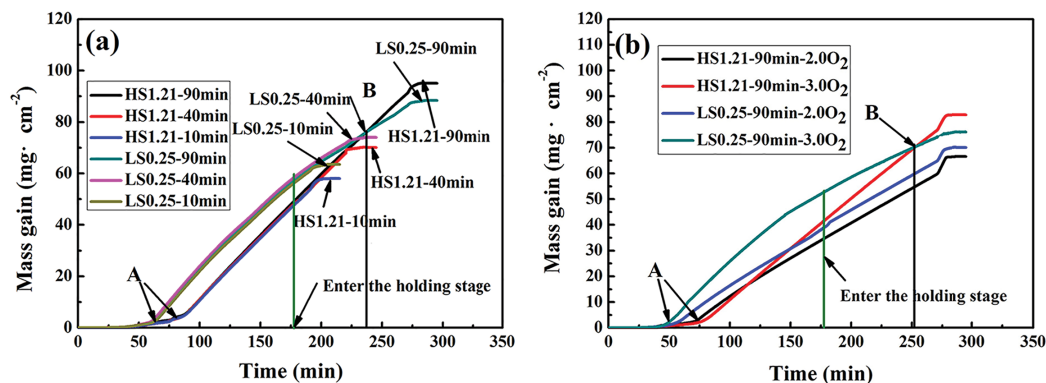 (a)
Mass gain (mg· cm-2)
120
100
80
60
40
20
0
HS1.21-90min
HS1.21-40min
HS1.21-10min
LS0.25-90min
LS0.25-40min
LS0.25-10min
LS0.25-90min
LS0.25-40min
B
LS0.25-10min
HS1.21-90min
HS1.21-40min
HS1.21-10min
A
Enter the holding stage
0 50 100 150 200 250 300 350
Time (min)
(b)
Mass gain (mg· cm-2)
120
110
100
90
80
70
60
50
40
30
20
10
0
HS1.21-90min-2.0O2
HS1.21-90min-3.0O2
LS0.25-90min-2.0O2
LS0.25-90min-3.0O2
B
A
Enter the holding stage
0 50 100 150 200 250 300 350
Time (min)